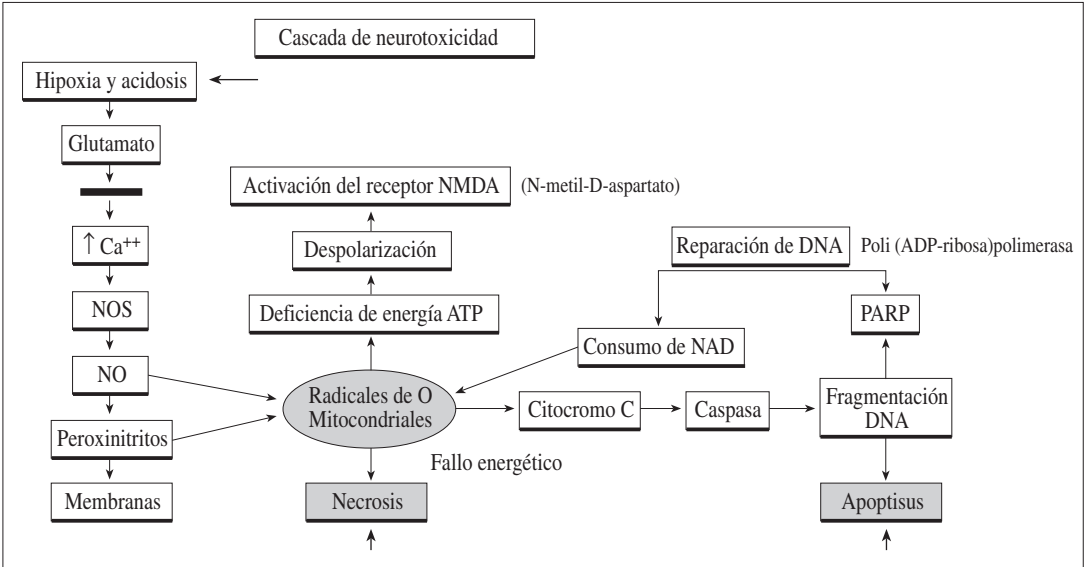 Cascada de neurotoxicidad
Hipoxia y acidosis
Glutamato
Activación del receptor NMDA (N-metil-D-aspartato)
↑ Ca++
Despolarización
Reparación de DNA Poli (ADP-ribosa)polimerasa
NOS
Deficiencia de energía ATP
PARP
Consumo de NAD
NO
Radicales de O
Mitocondriales
Citocromo C
Caspasa
Fragmentación
DNA
Peroxinitritos
Fallo energético
Membranas
Necrosis
Apoptisus